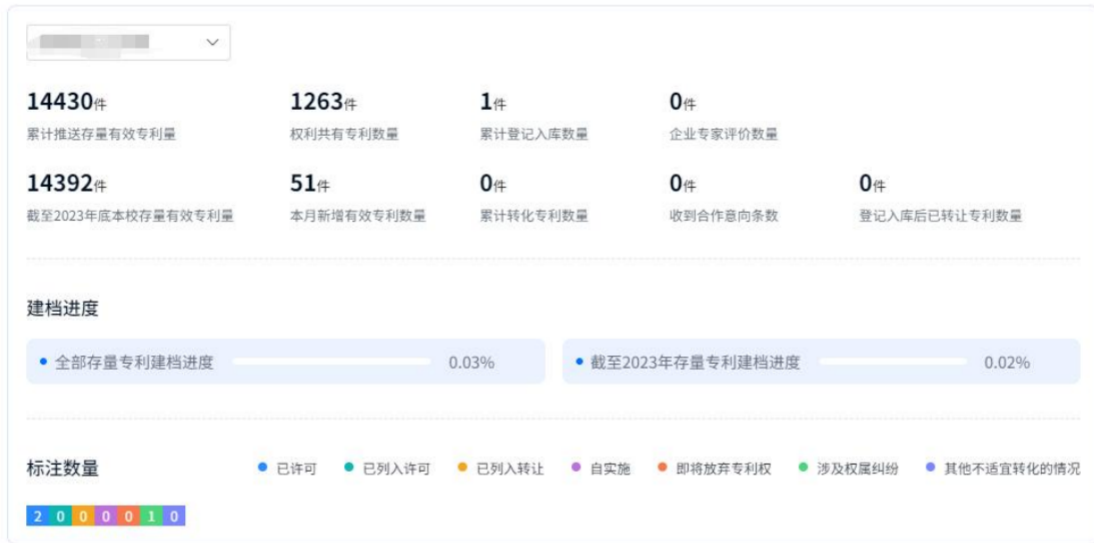 14430件 1263件 1件 0件
累计推送存量有效专利量 权利共有专利数量 累计登记入库数量 企业专家评价数量
14392件 51件 0件 0件 0件
截至2023年底本校存量有效专利量 本月新增有效专利数量 累计转化专利数量 收到合作意向条数 登记入库后已转让专利数量
建档进度
全部存量专利建档进度 0.03% 截至2023年存量专利建档进度 0.02%
标注数量 已许可 已列入许可 已列入转让 自实施 即将放弃专利权 涉及权属纠纷 其他不适宜转化的情况
2 0 0 0 0 1 0